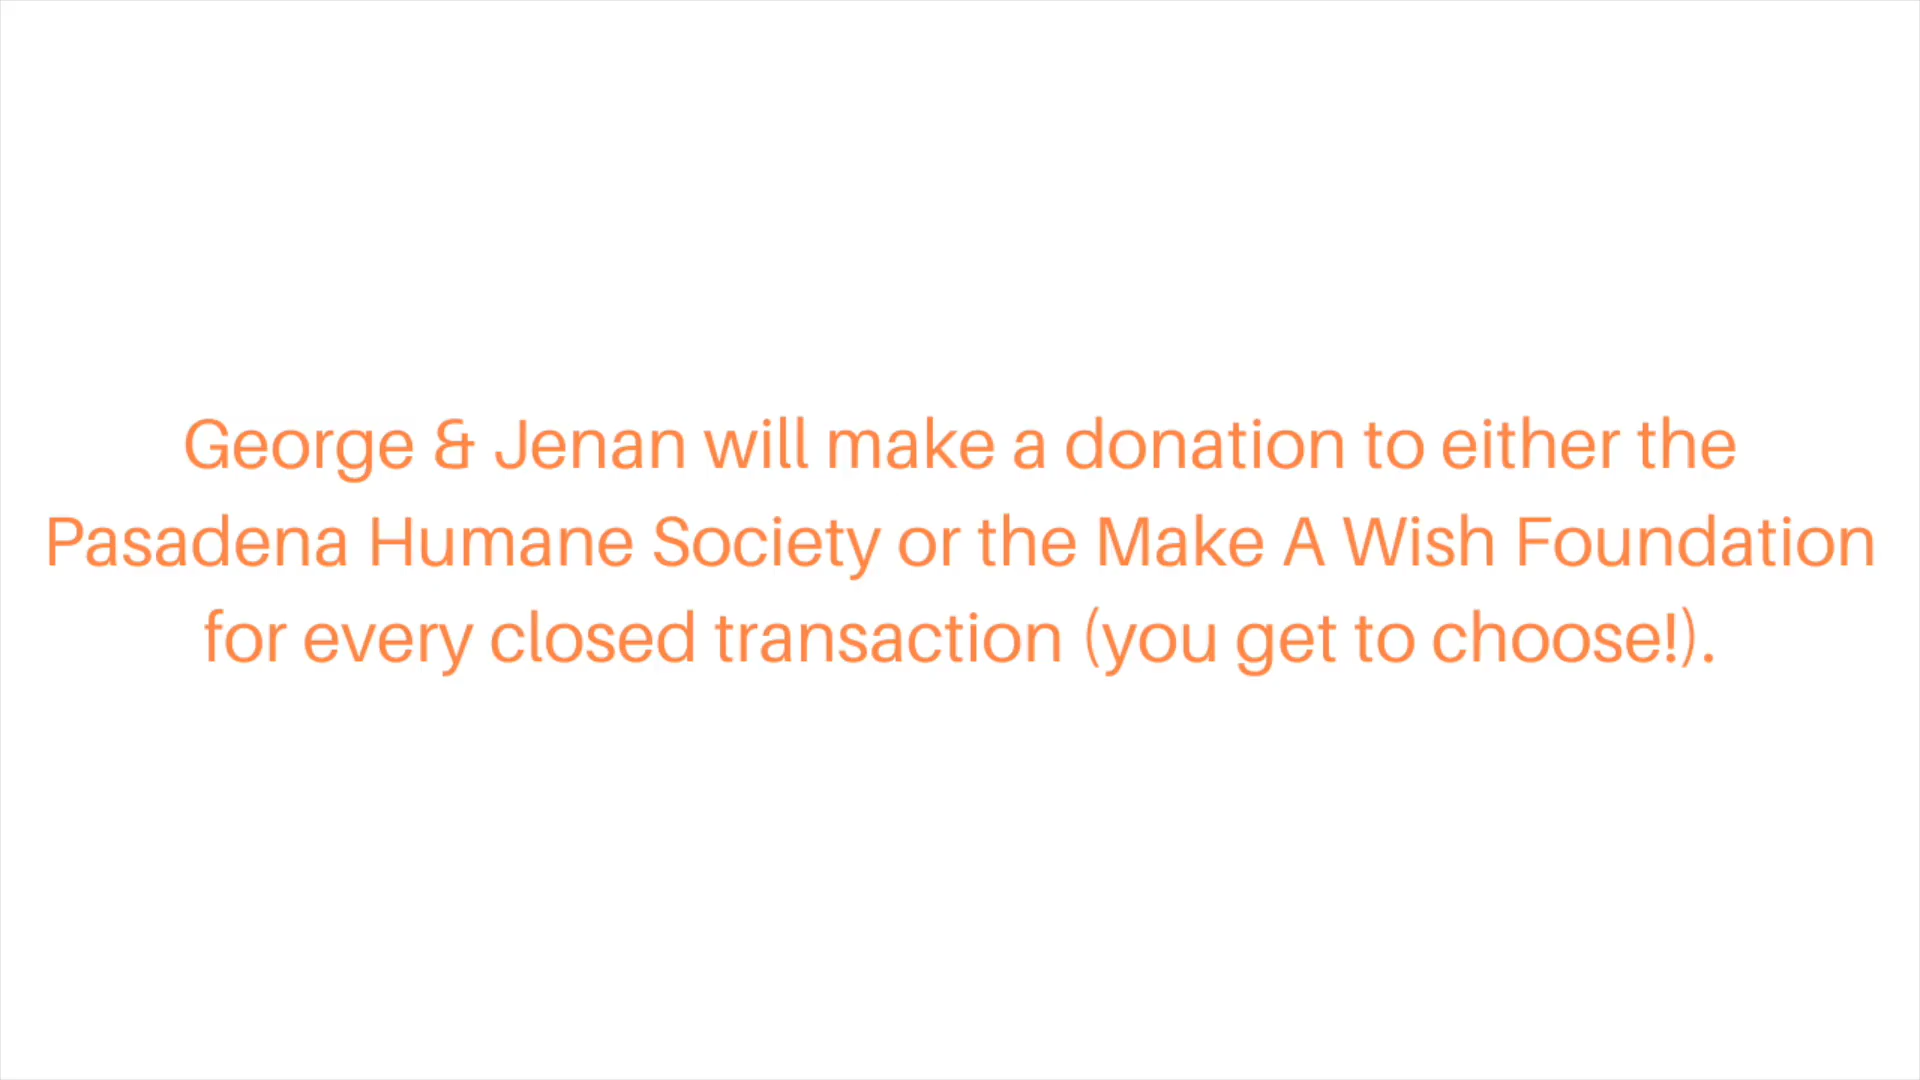 George & Jenan will make a donation to either the
Pasadena Humane Society or the Make A Wish Foundation
for every closed transaction (you get to choose!).